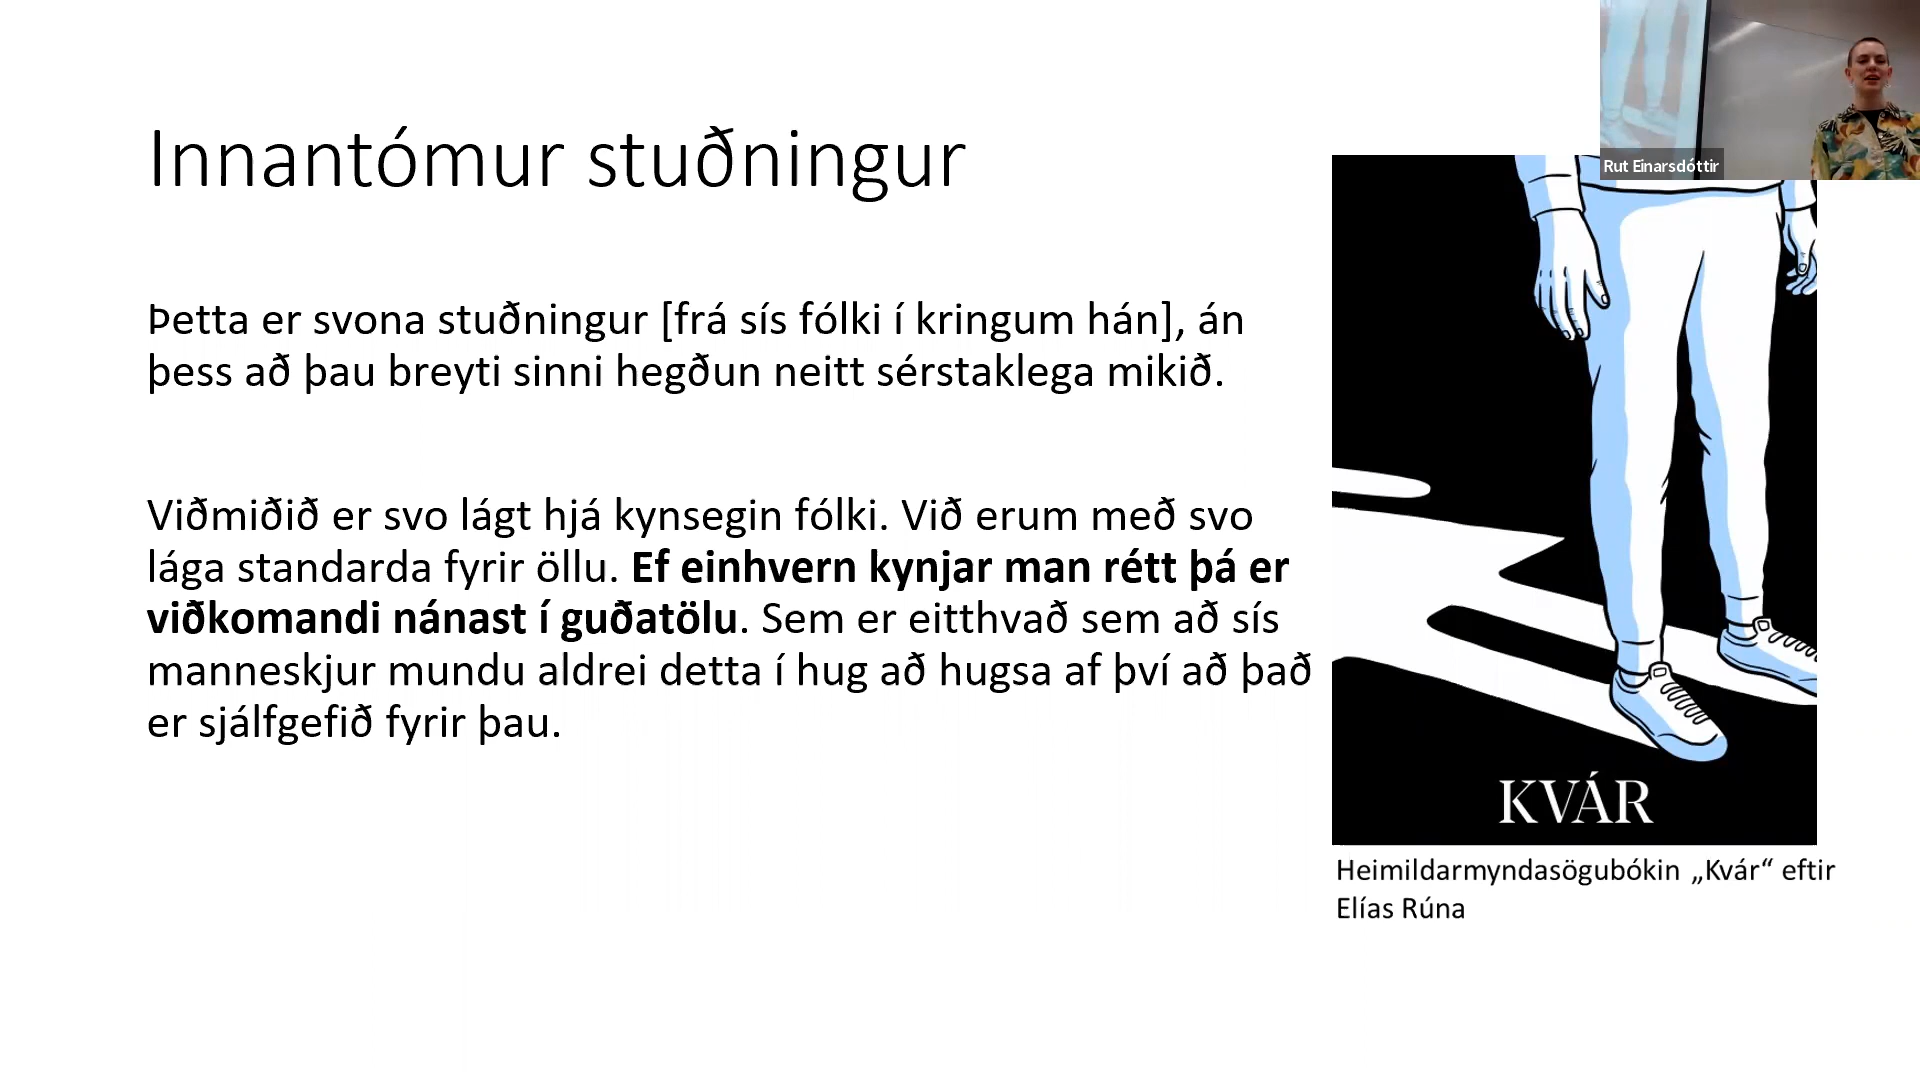 Innantómur stuðningur
Þetta er svona stuðningur [frá sís fólki í kringum hán], án
þess að þau breyti sinni hegðun neitt sérstaklega mikið.
Viðmiðið er svo lágt hjá kynsegin fólki. Við erum með svo
lága standarda fyrir öllu. Ef einhvern kynjar man rétt þá er
viðkomandi nánast í guðatölu. Sem er eitthvað sem að sís
manneskjur mundu aldrei detta í hug að hugsa af því að það
er sjálfgefið fyrir þau.
Rut Einarsdóttir
KVÁR
Heimildarmyndasögubókin „Kvár“ eftir
Elías Rúna